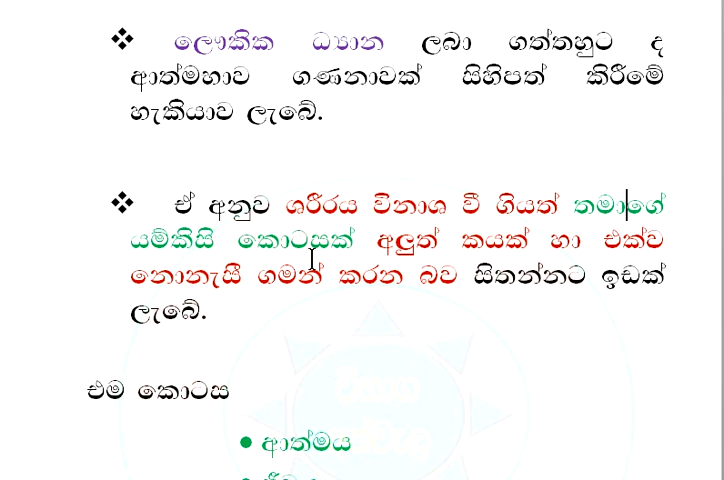 ❖ ලෞකික ධ්‍යාන ලබා ගත්තහුට ද
ආත්මභාව ගණනාවක් සිහිපත් කිරීමේ
හැකියාව ලැබේ.
❖ ඒ අනුව ශරීරය විනාශ වී ගියත් තමාගේ
යම්කිසි කොටසක් අලුත් කයක් හා එක්ව
නොනැසී ගමන් කරන බව සිතන්නට ඉඩක්
ලැබේ.
එම කොටස
● ආත්මය